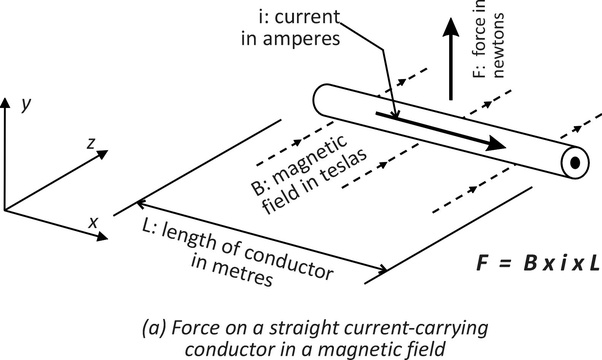 i: current
in amperes
F: force in
newtons
y
z
x
B: magnetic
field in teslas
L: length of conductor
in metres
F = B x i x L
(a) Force on a straight current-carrying
conductor in a magnetic field